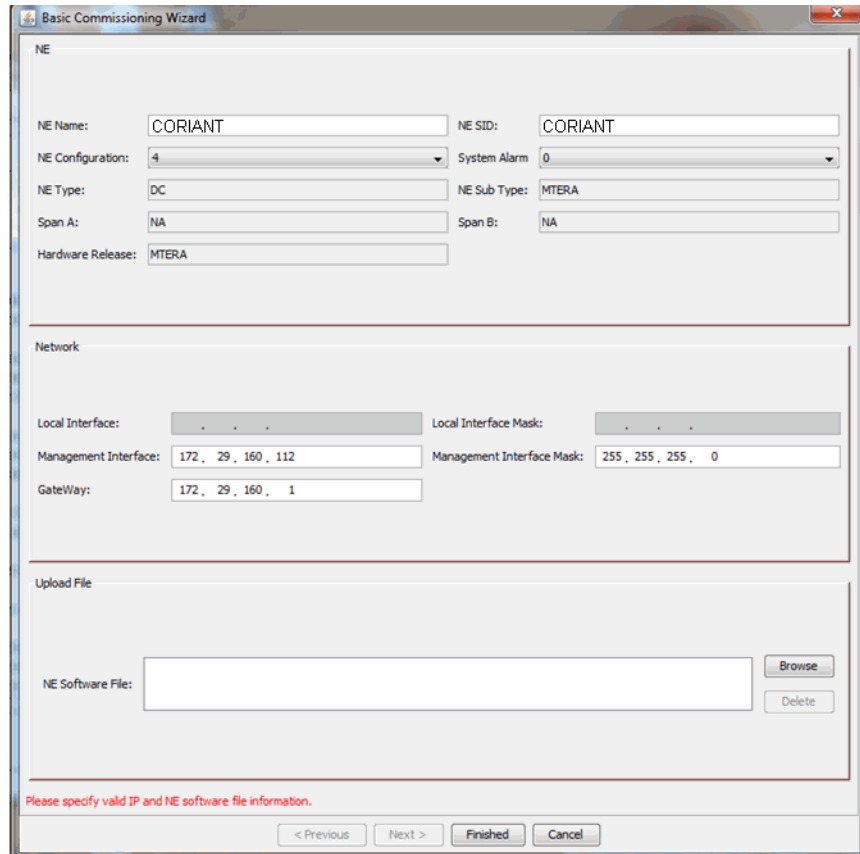 Basic Commissioning Wizard
NE
NE Name: CORIANT NE SID: CORIANT
NE Configuration: 4 System Alarm 0
NE Type: DC NE Sub Type: MTERA
Span A: NA Span B: NA
Hardware Release: MTERA
Network
Local Interface: . . . Local Interface Mask: . . .
Management Interface: 172 . 29 . 160 . 112 Management Interface Mask: 255 . 255 . 255 . 0
GateWay: 172 . 29 . 160 . 1
Upload File
Browse
NE Software File:
Delete
Please specify valid IP and NE software file information.
< Previous Next > Finished Cancel